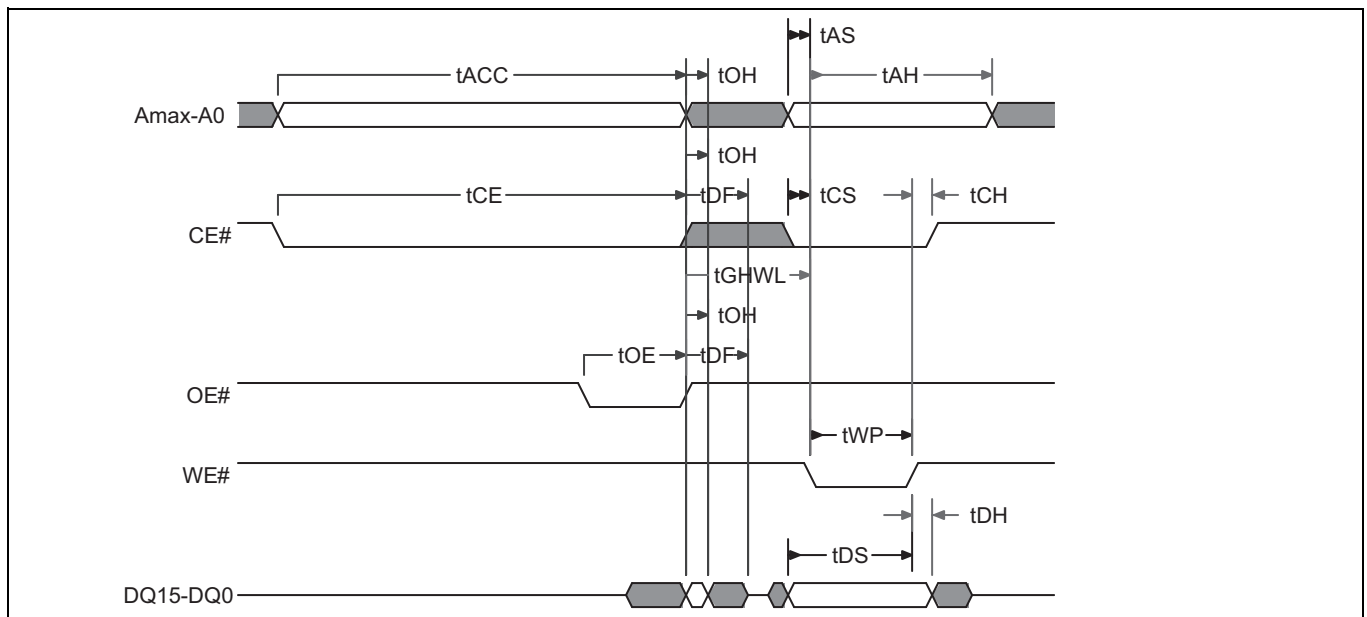 tAS
tACC tOH tAH
Amax-A0
tOH
tCE tDF tCS tCH
CE#
tGHWL
tOH
tOE tDF
OE#
tWP
WE#
tDH
tDS
DQ15-DQ0